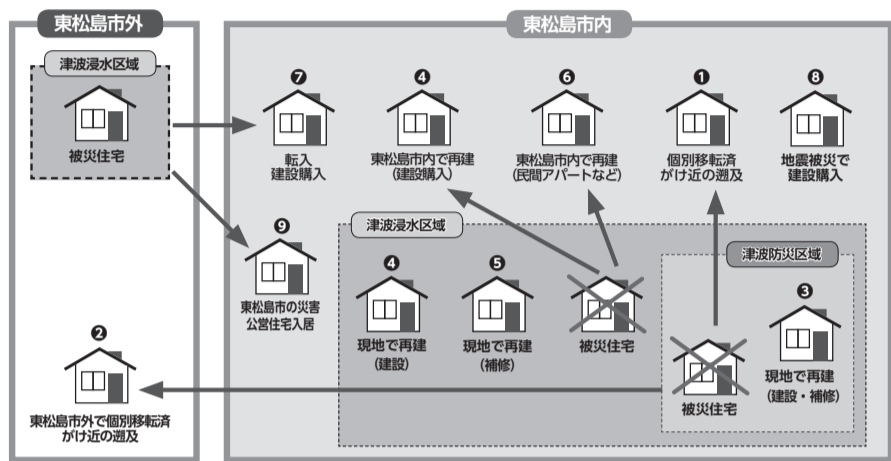 東松島市外
津波浸水区域
被災住宅
❷
東松島市外で個別移転済
がけ近の遡及
東松島市内
❼
転入
建設購入
❹
東松島市内で再建
(建設購入)
❻
東松島市内で再建
(民間アパートなど)
❶
個別移転済
がけ近の遡及
❽
地震被災で
建設購入
❾
東松島市の災害
公営住宅入居
津波浸水区域
❹
現地で再建
(建設)
❺
現地で再建
(補修)
被災住宅
津波防災区域
被災住宅
❸
現地で再建
(建設・補修)